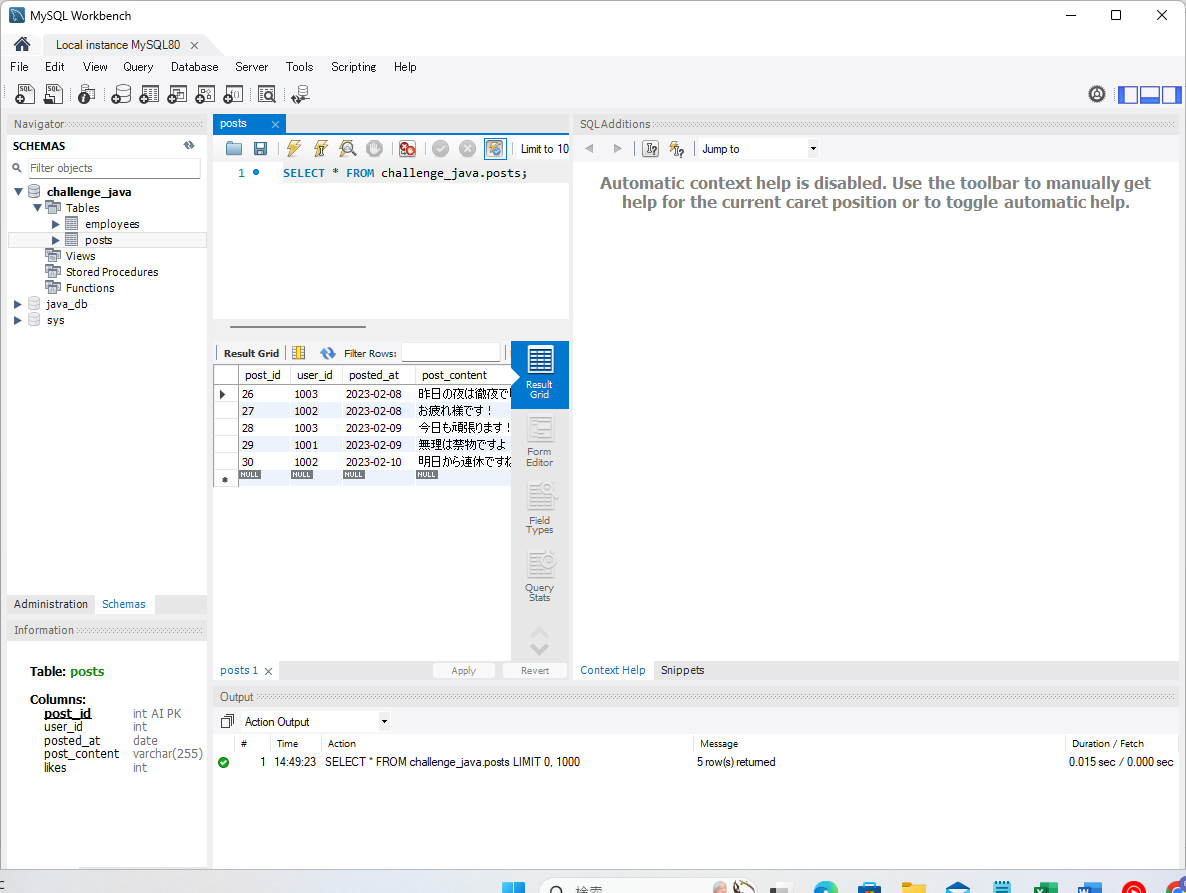 MySQL Workbench
Local instance MySQL80
File Edit View Query Database Server Tools Scripting Help
Navigator
SCHEMAS
Filter objects
challenge_java
Tables
employees
posts
Views
Stored Procedures
Functions
java_db
sys
Administration Schemas
Information
Table: posts
Columns:
post_id int AI PK
user_id int
posted_at date
post_content varchar(255)
likes int
posts
Limit to 10
1 SELECT * FROM challenge_java.posts;
Result Grid Filter Rows:
post_id user_id posted_at post_content
26 1003 2023-02-08 昨日の夜は徹夜で
27 1002 2023-02-08 お疲れ様です！
28 1003 2023-02-09 今日も頑張ります！
29 1001 2023-02-09 無理は禁物ですよ
30 1002 2023-02-10 明日から連休ですね
NULL NULL NULL NULL
Result
Grid
Form
Editor
Field
Types
Query
Stats
posts 1 Apply Revert
SQLAdditions
Jump to
Automatic context help is disabled. Use the toolbar to manually get
help for the current caret position or to toggle automatic help.
Context Help Snippets
Output
Action Output
# Time Action Message Duration / Fetch
1 14:49:23 SELECT * FROM challenge_java.posts LIMIT 0, 1000 5 row(s) returned 0.015 sec / 0.000 sec
検索